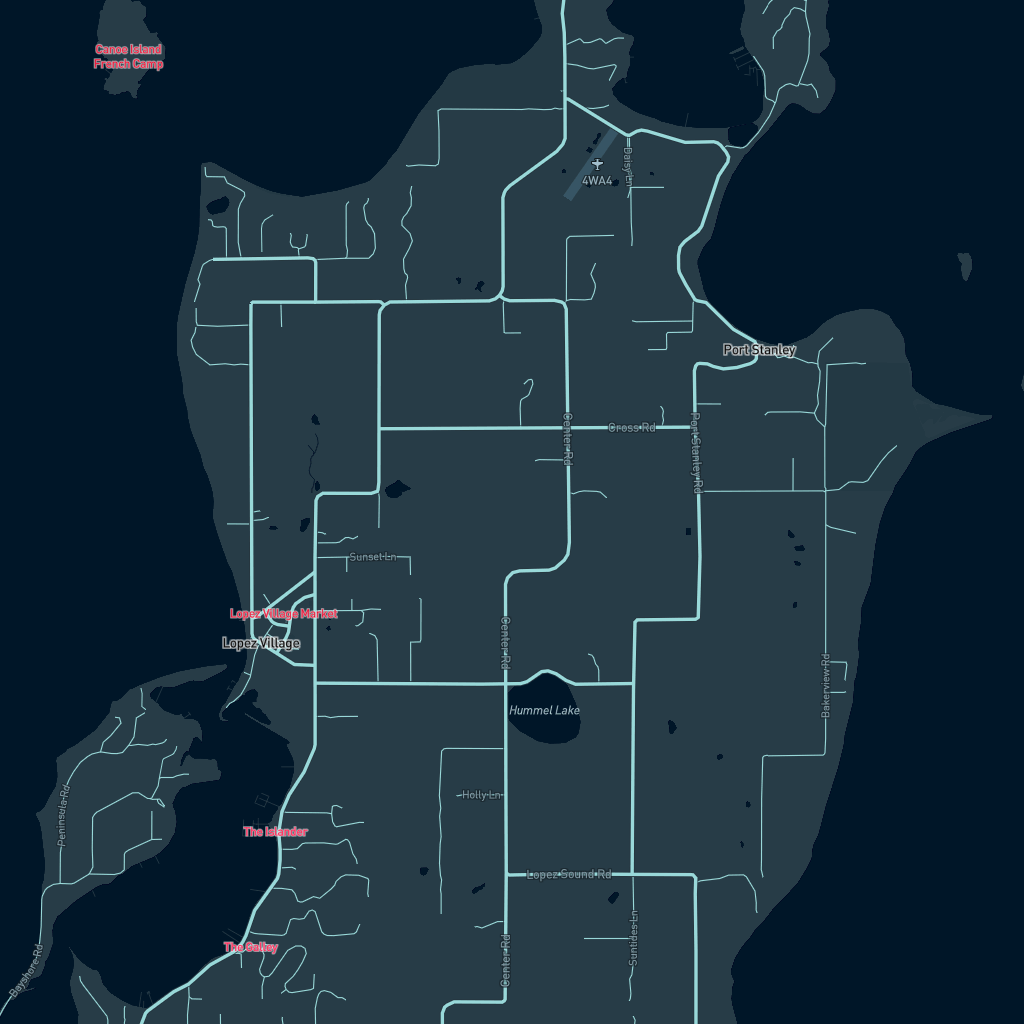 Canoe Island
French Camp
4WA4
Daisy Ln
Port Stanley
Center Rd
Cross Rd
Port Stanley Rd
Sunset Ln
Lopez Village Market
Lopez Village
Center Rd
Bakerview Rd
Hummel Lake
Peninsula Rd
Holly Ln
The Islander
Lopez Sound Rd
Suntides Ln
The Galley
Center Rd
Bayshore Rd